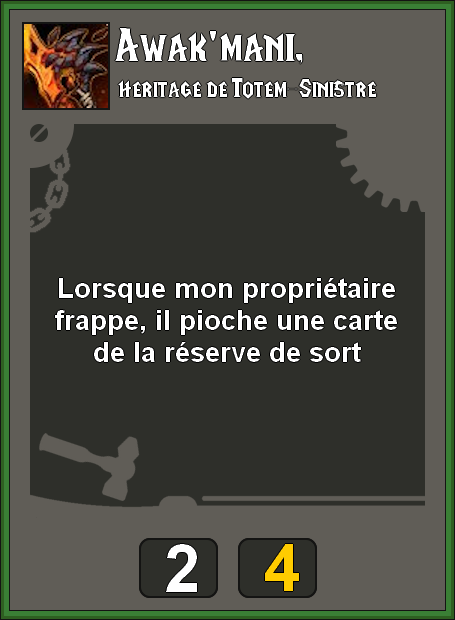 Awak'mani,
Heritage de Totem Sinistre
Lorsque mon propriétaire
frappe, il pioche une carte
de la réserve de sort
2 4